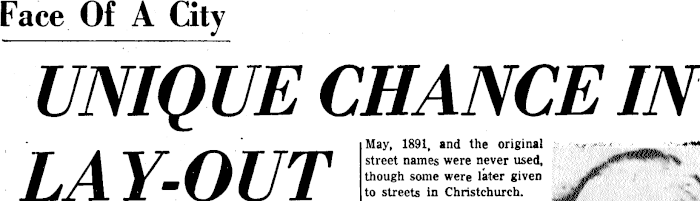 Face Of A City
UNIQUE CHANCE IN
LAY-OUT
May, 1891, and the original
street names were never used,
though some were later given
to streets in Christchurch.